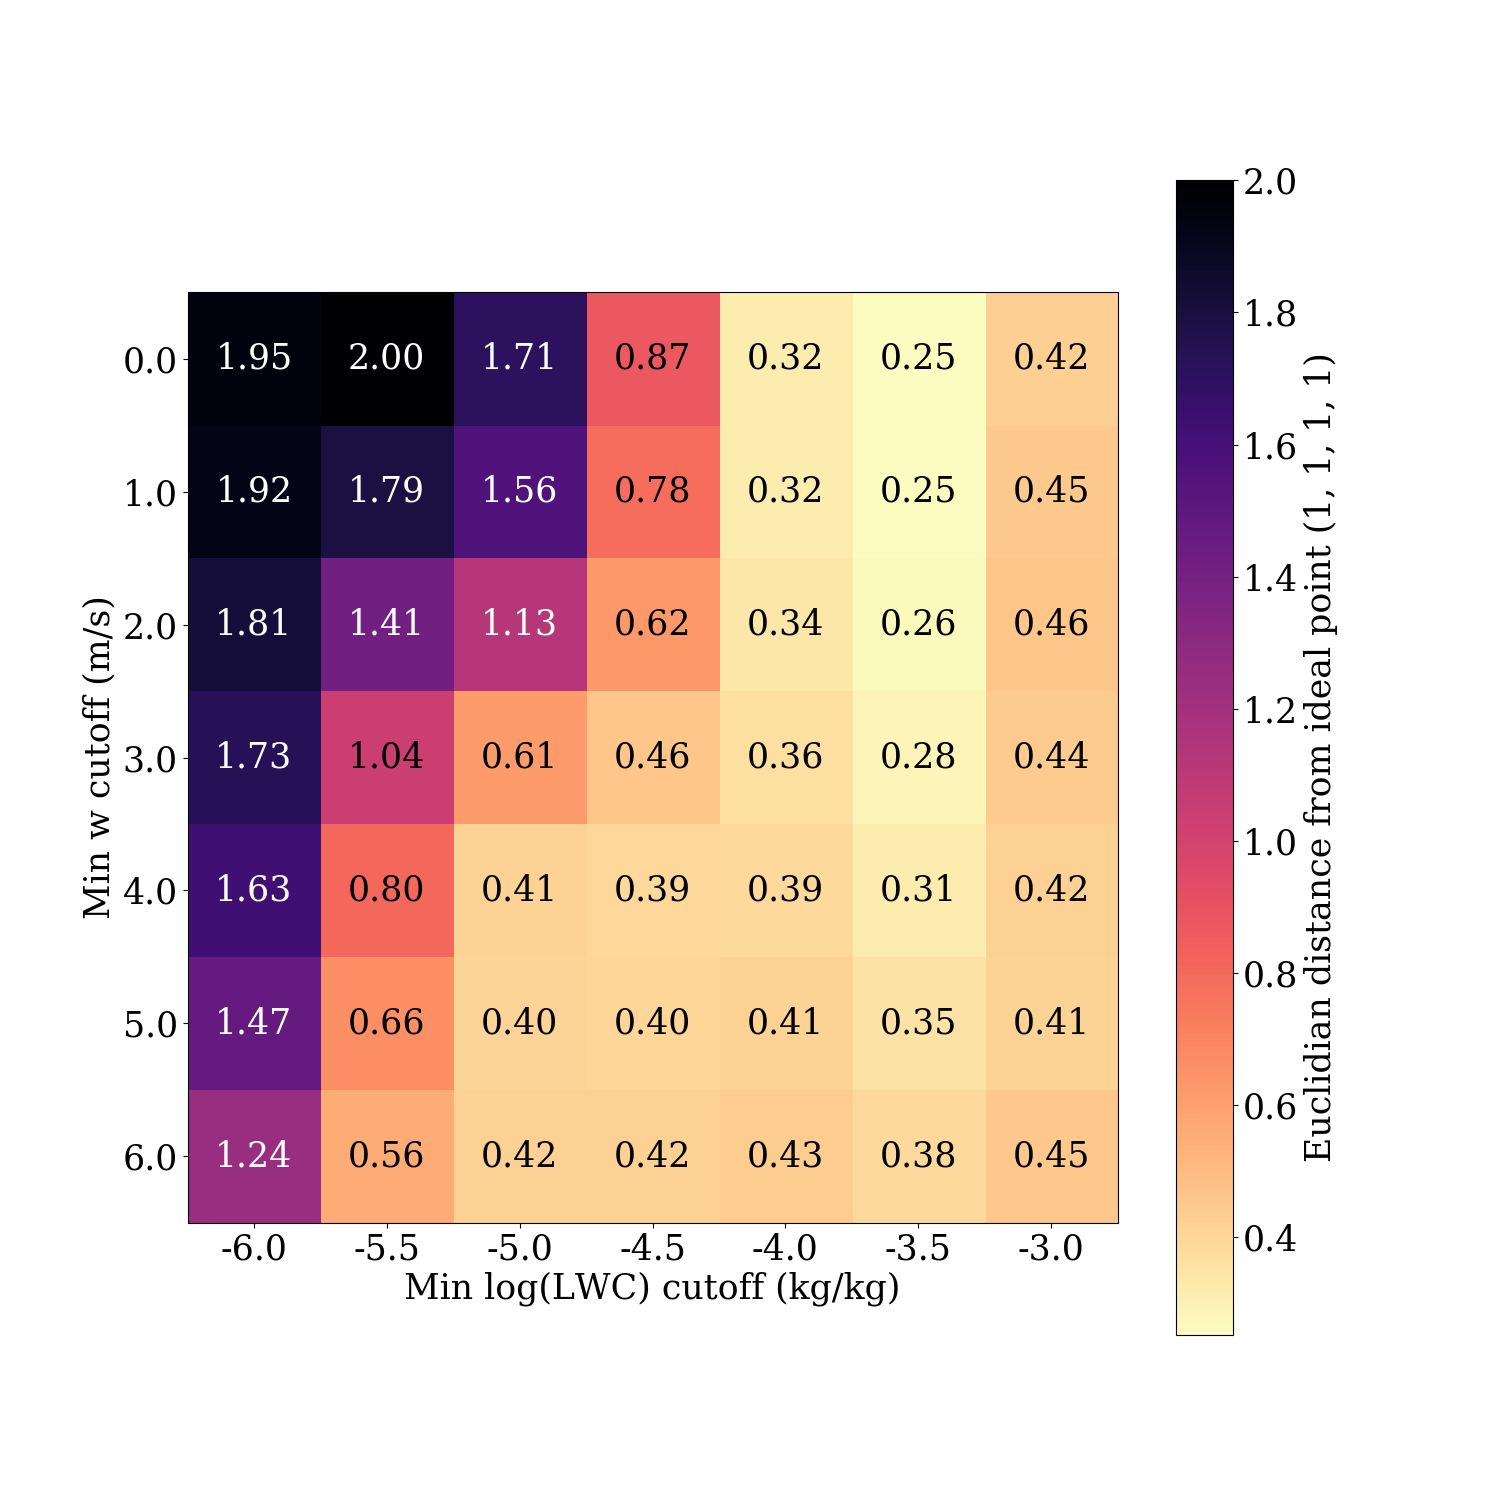 2.0
1.8
1.6
1.4
1.2
1.0
0.8
0.6
0.4
Euclidian distance from ideal point (1, 1, 1, 1)
Min w cutoff (m/s)
0.0 1.95 2.00 1.71 0.87 0.32 0.25 0.42
1.0 1.92 1.79 1.56 0.78 0.32 0.25 0.45
2.0 1.81 1.41 1.13 0.62 0.34 0.26 0.46
3.0 1.73 1.04 0.61 0.46 0.36 0.28 0.44
4.0 1.63 0.80 0.41 0.39 0.39 0.31 0.42
5.0 1.47 0.66 0.40 0.40 0.41 0.35 0.41
6.0 1.24 0.56 0.42 0.42 0.43 0.38 0.45
-6.0 -5.5 -5.0 -4.5 -4.0 -3.5 -3.0
Min log(LWC) cutoff (kg/kg)